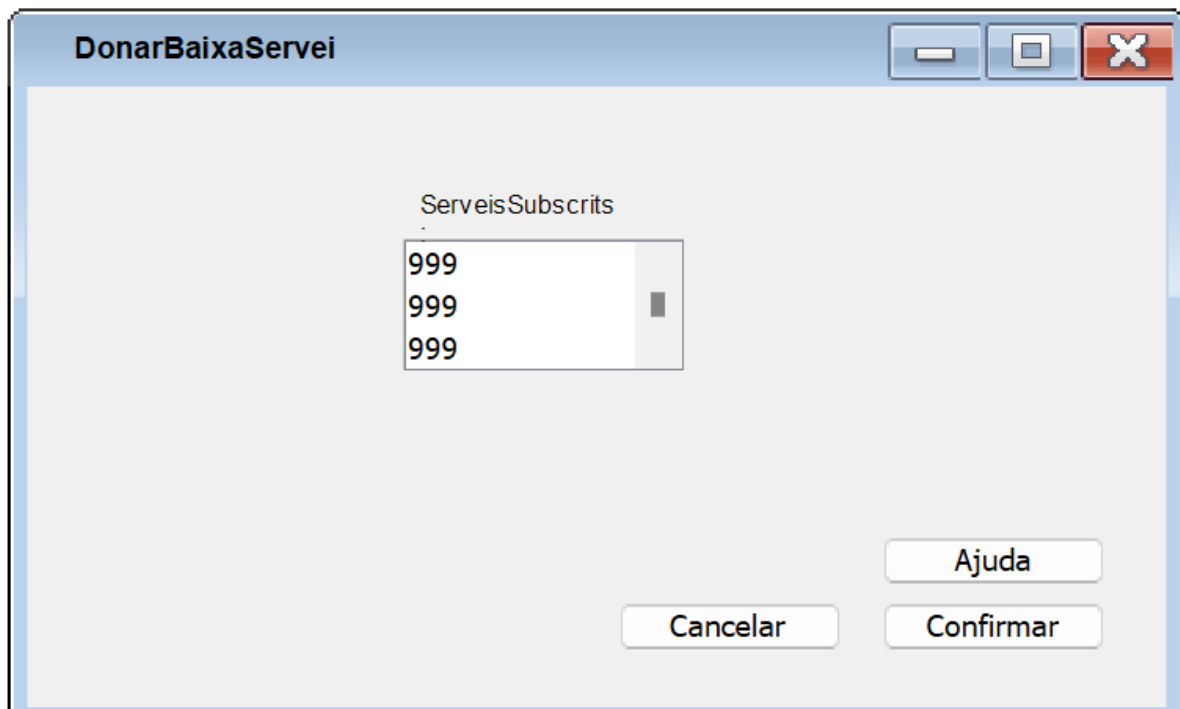 DonarBaixaServei
ServeisSubscrits
:
999
999
999
Ajuda
Cancelar
Confirmar